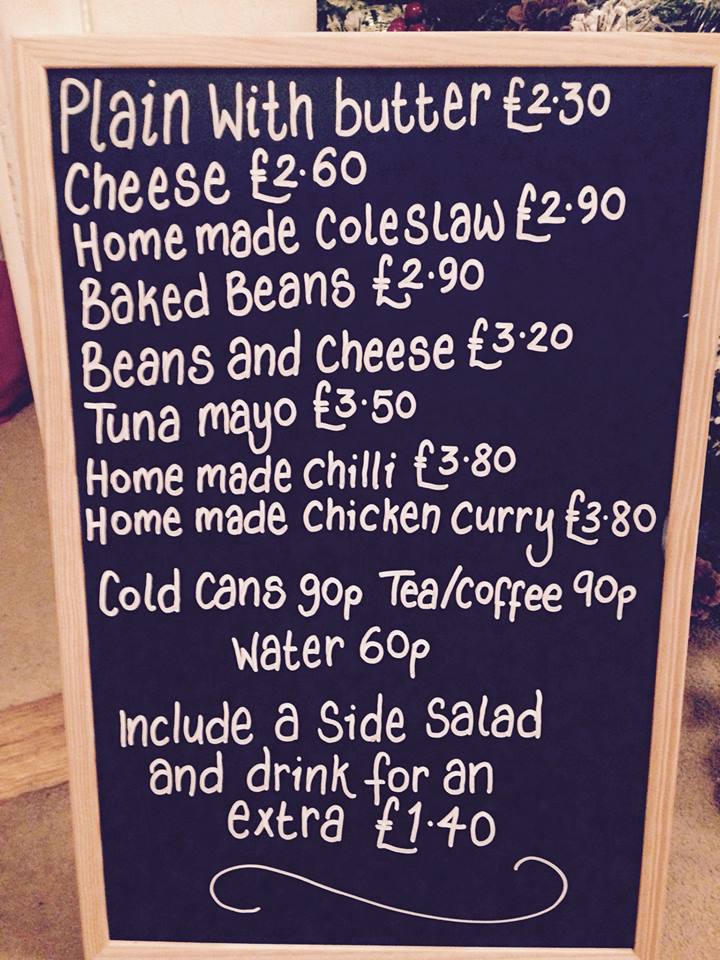 Plain With butter £2·30
Cheese £2·60
Home made Coleslaw £2·90
Baked Beans £2·90
Beans and Cheese £3·20
Tuna mayo £3·50
Home made Chilli £3·80
Home made Chicken Curry £3·80
Cold Cans 90p Tea/Coffee 90p
Water 60p
Include a Side Salad
and drink for an
extra £1·40